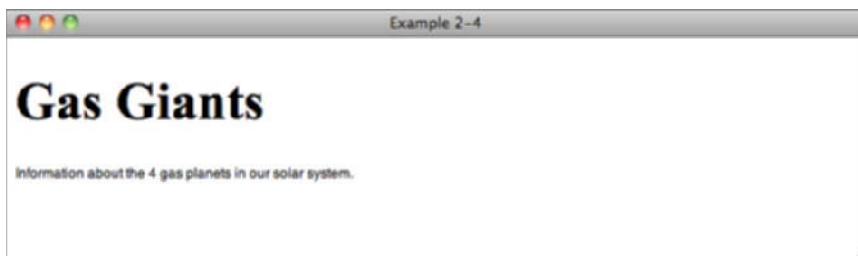 Example 2-4
Gas Giants
Information about the 4 gas planets in our solar system.